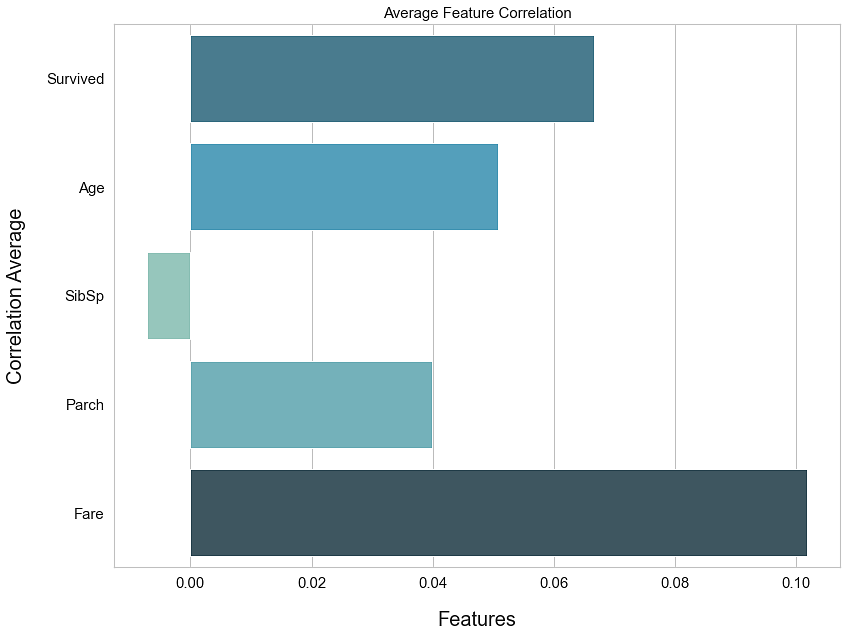 Average Feature Correlation
Survived
Age
SibSp
Parch
Fare
Correlation Average
0.00 0.02 0.04 0.06 0.08 0.10
Features